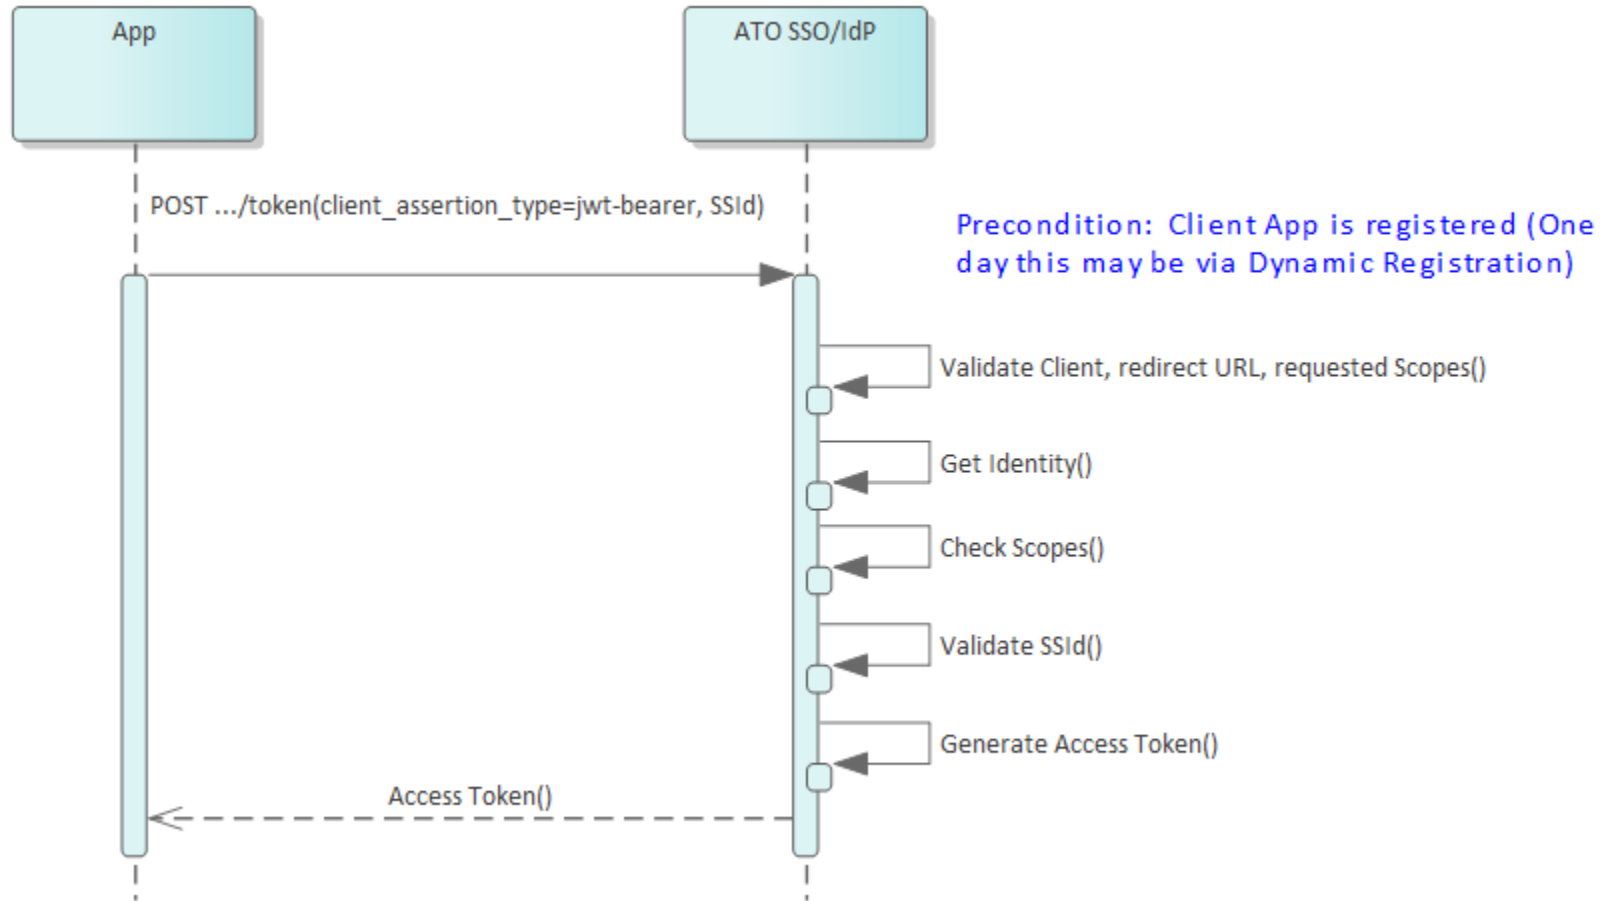 App
ATO SSO/IdP
POST .../token(client_assertion_type=jwt-bearer, SSId)
Precondition: Client App is registered (One
day this may be via Dynamic Registration)
Validate Client, redirect URL, requested Scopes()
Get Identity()
Check Scopes()
Validate SSId()
Generate Access Token()
Access Token()